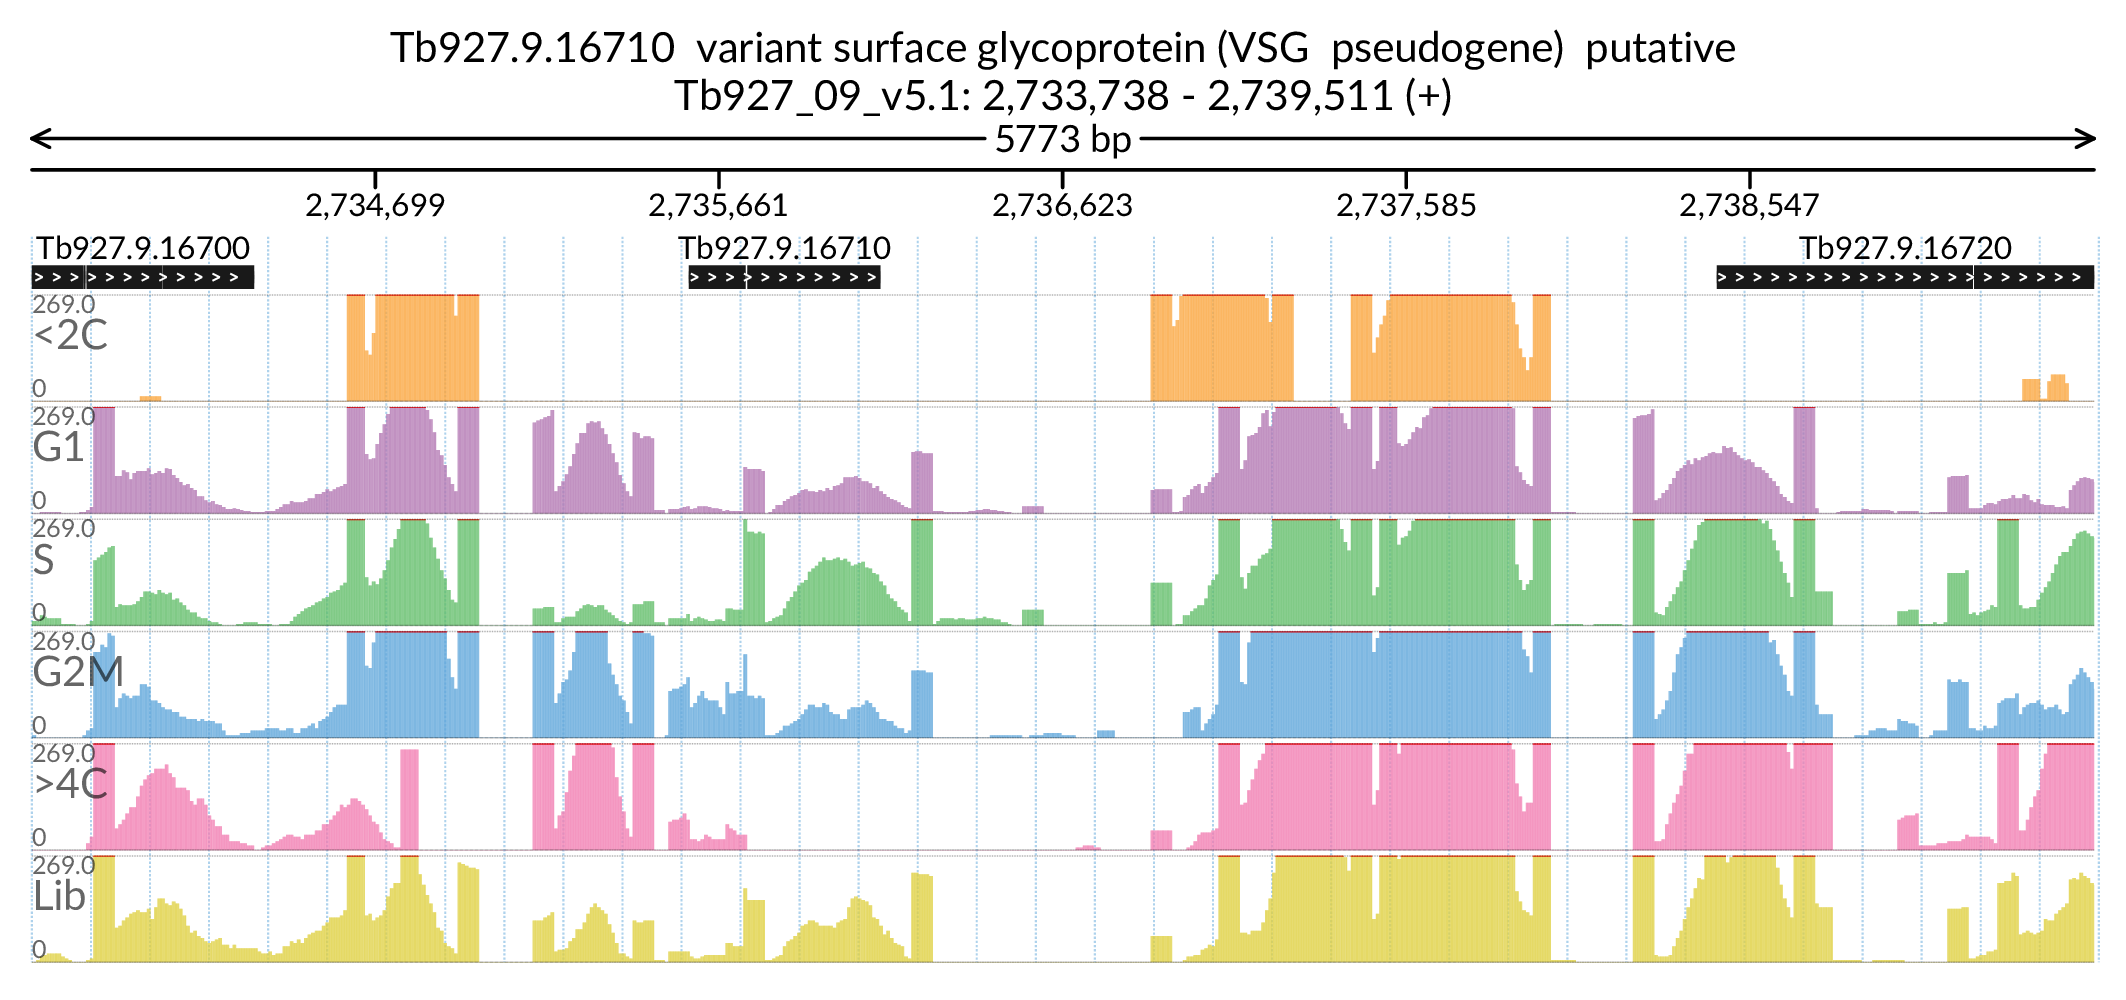 Tb927.9.16710  variant surface glycoprotein (VSG  pseudogene)  putative
Tb927_09_v5.1: 2,733,738 - 2,739,511 (+)
5773 bp
2,734,699 2,735,661 2,736,623 2,737,585 2,738,547
Tb927.9.16700 Tb927.9.16710 Tb927.9.16720
269.0
<2C
0
269.0
G1
0
269.0
S
0
269.0
G2M
0
269.0
>4C
0
269.0
Lib
0